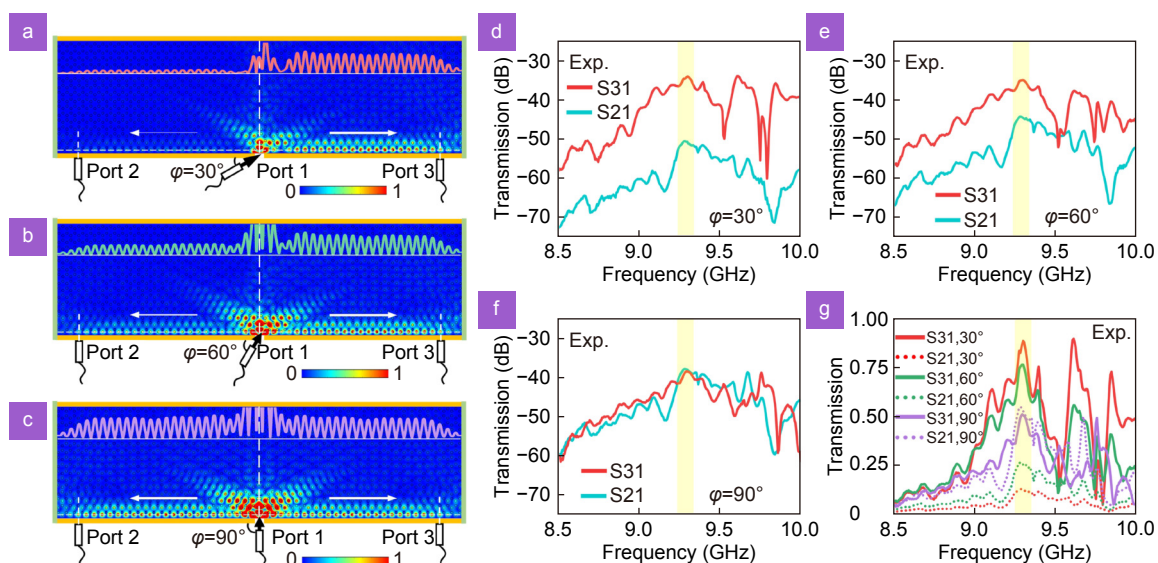 a
Port 2
φ=30°
Port 1
Port 3
0
1
b
Port 2
φ=60°
Port 1
Port 3
0
1
c
Port 2
φ=90°
Port 1
Port 3
0
1
d
Transmission (dB)
−30
−40
−50
−60
−70
Exp.
S31
S21
φ=30°
8.5
9.0
9.5
10.0
Frequency (GHz)
e
Transmission (dB)
−30
−40
−50
−60
−70
Exp.
S31
S21
φ=60°
8.5
9.0
9.5
10.0
Frequency (GHz)
f
Transmission (dB)
−30
−40
−50
−60
−70
Exp.
S31
S21
φ=90°
8.5
9.0
9.5
10.0
Frequency (GHz)
g
Transmission
1.00
0.75
0.50
0.25
0
Exp.
S31,30°
S21,30°
S31,60°
S21,60°
S31,90°
S21,90°
8.5
9.0
9.5
10.0
Frequency (GHz)